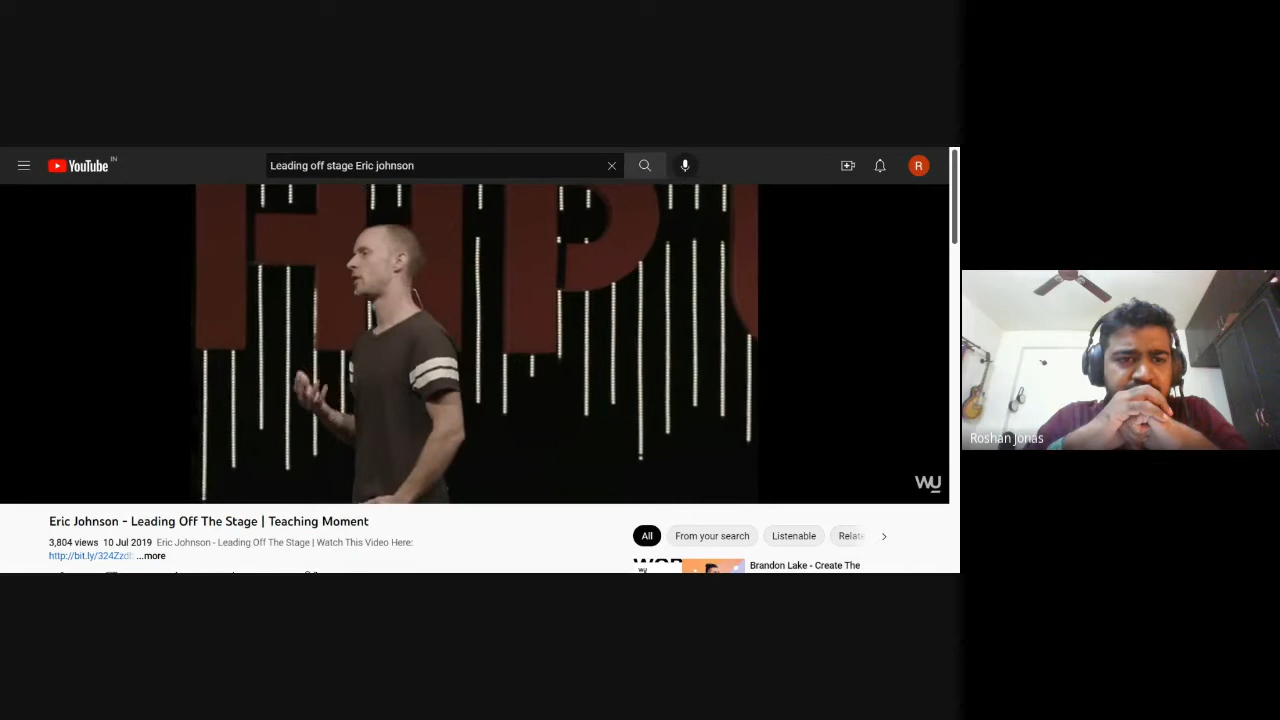 YouTube IN
Leading off stage Eric johnson
R
H I P
WU
Eric Johnson - Leading Off The Stage | Teaching Moment
3,804 views 10 Jul 2019 Eric Johnson - Leading Off The Stage | Watch This Video Here:
...more
All
From your search
Listenable
Brandon Lake - Create The
Roshan Jonas